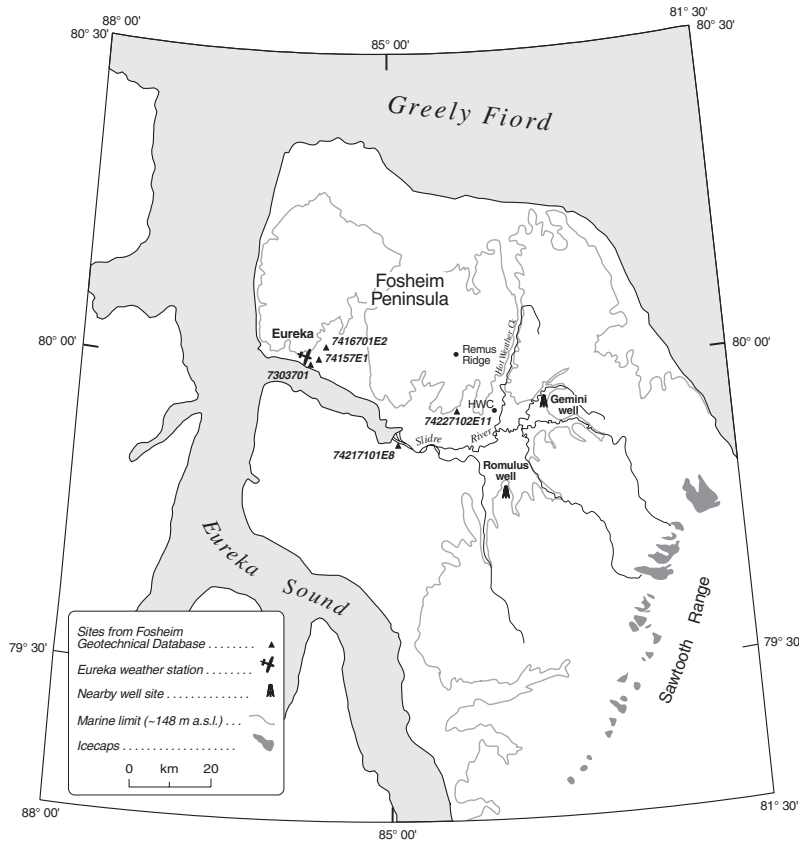 88° 00'
80° 30'
85° 00'
81° 30'
80° 30'
Greely Fiord
Fosheim
Peninsula
Eureka
7416701E2
74157E1
7303701
80° 00'
80° 00'
Remus
Ridge
Hot Weather Ck
HWC
74227102E11
Gemini
well
Slidre River
74217101E8
Romulus
well
Eureka Sound
Sawtooth Range
Sites from Fosheim
Geotechnical Database . . . . . . . .
Eureka weather station . . . . . . . .
Nearby well site . . . . . . . . . . . . . .
Marine limit (~148 m a.s.l.) . . .
Icecaps . . . . . . . . . . . . . . . . . . .
0 km 20
79° 30'
79° 30'
88° 00'
85° 00'
81° 30'